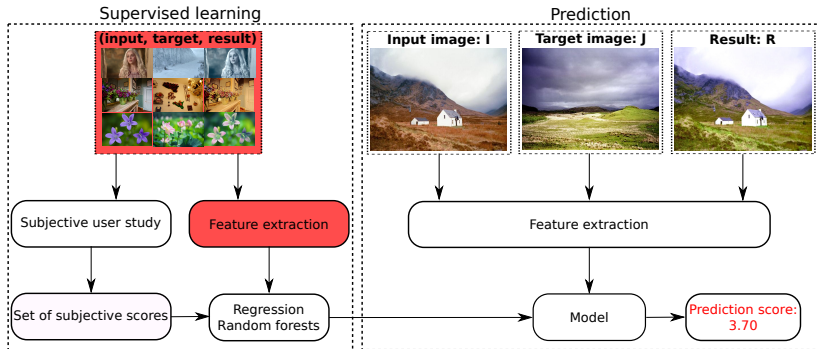 Supervised learning
Prediction
(input, target, result)
Input image: I
Target image: J
Result: R
Subjective user study
Feature extraction
Feature extraction
Set of subjective scores
Regression
Random forests
Model
Prediction score:
3.70